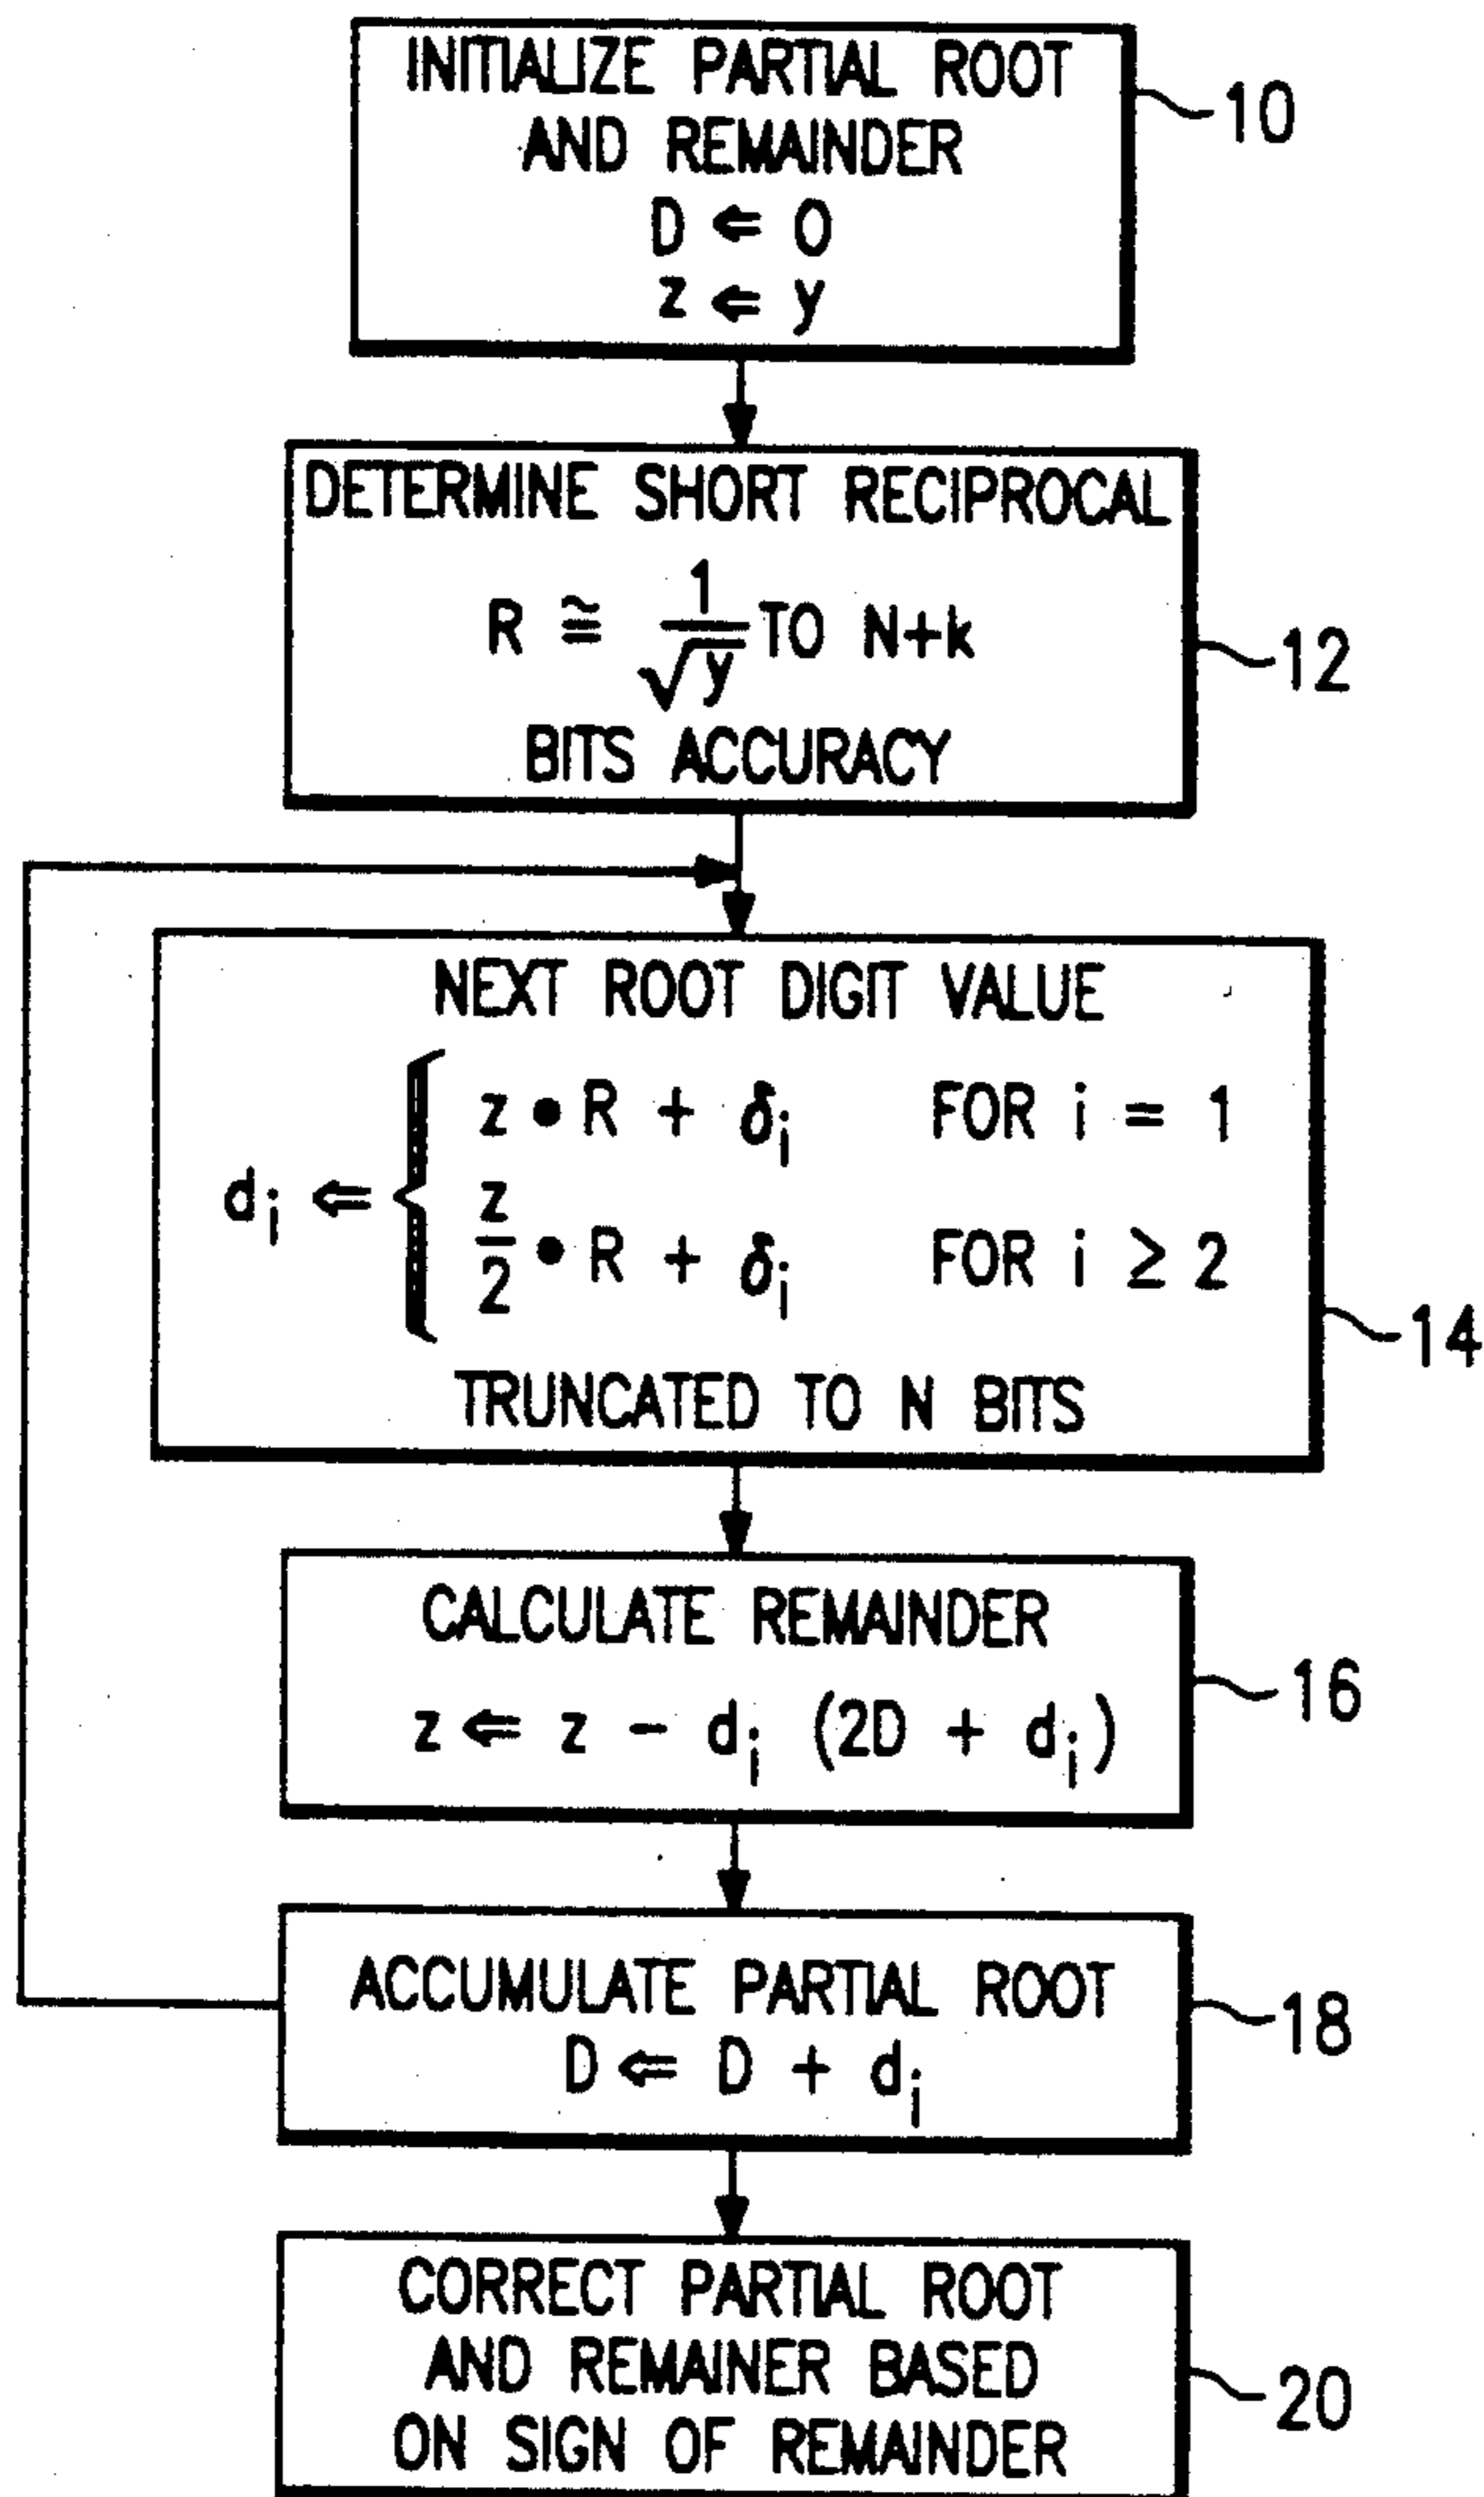 INITIALIZE PARTIAL ROOT
AND REMAINDER
D ⇐ 0
z ⇐ y
10
DETERMINE SHORT RECIPROCAL
R ≅ 1/√y TO N+k
BITS ACCURACY
12
NEXT ROOT DIGIT VALUE
z • R + δi FOR i = 1
di ⇐ {
z/2 • R + δi FOR i ≥ 2
TRUNCATED TO N BITS
14
CALCULATE REMAINDER
z ⇐ z - di (2D + di)
16
ACCUMULATE PARTIAL ROOT
D ⇐ D + di
18
CORRECT PARTIAL ROOT
AND REMAINER BASED
ON SIGN OF REMAINDER
20